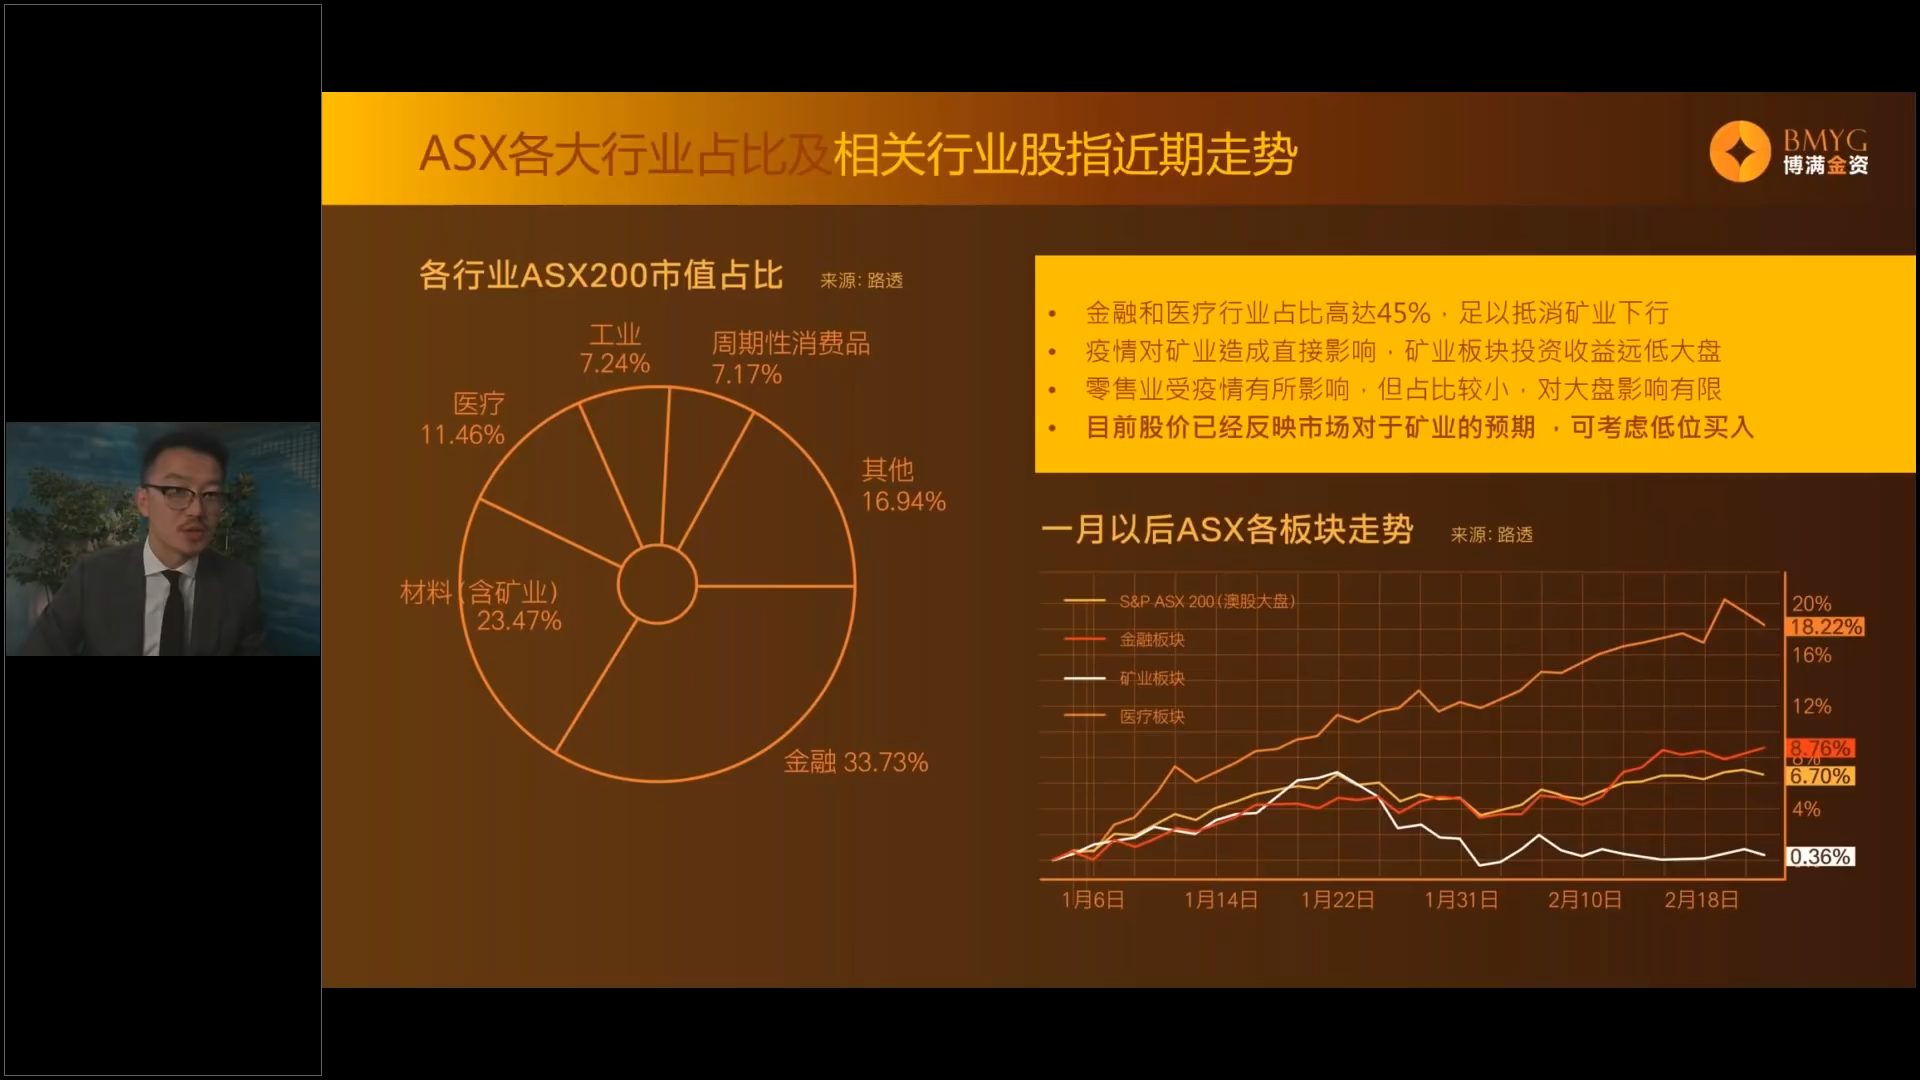 ASX各大行业占比及相关行业股指近期走势
BMYG
博满金资
各行业ASX200市值占比 来源: 路透
工业
7.24%
周期性消费品
7.17%
医疗
11.46%
其他
16.94%
材料(含矿业)
23.47%
金融 33.73%
• 金融和医疗行业占比高达45%，足以抵消矿业下行
• 疫情对矿业造成直接影响，矿业板块投资收益远低大盘
• 零售业受疫情有所影响，但占比较小，对大盘影响有限
• 目前股价已经反映市场对于矿业的预期 ，可考虑低位买入
一月以后ASX各板块走势 来源: 路透
S&P ASX 200(澳股大盘)
金融板块
矿业板块
医疗板块
20%
18.22%
16%
12%
8.76%
8%
6.70%
4%
0.36%
1月6日 1月14日 1月22日 1月31日 2月10日 2月18日